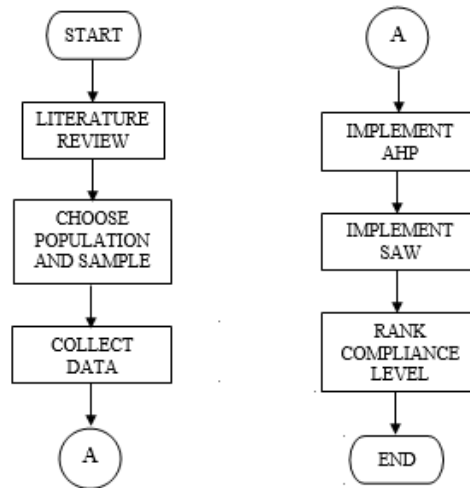 START
LITERATURE
REVIEW
CHOOSE
POPULATION
AND SAMPLE
COLLECT
DATA
A
A
IMPLEMENT
AHP
IMPLEMENT
SAW
RANK
COMPLIANCE
LEVEL
END